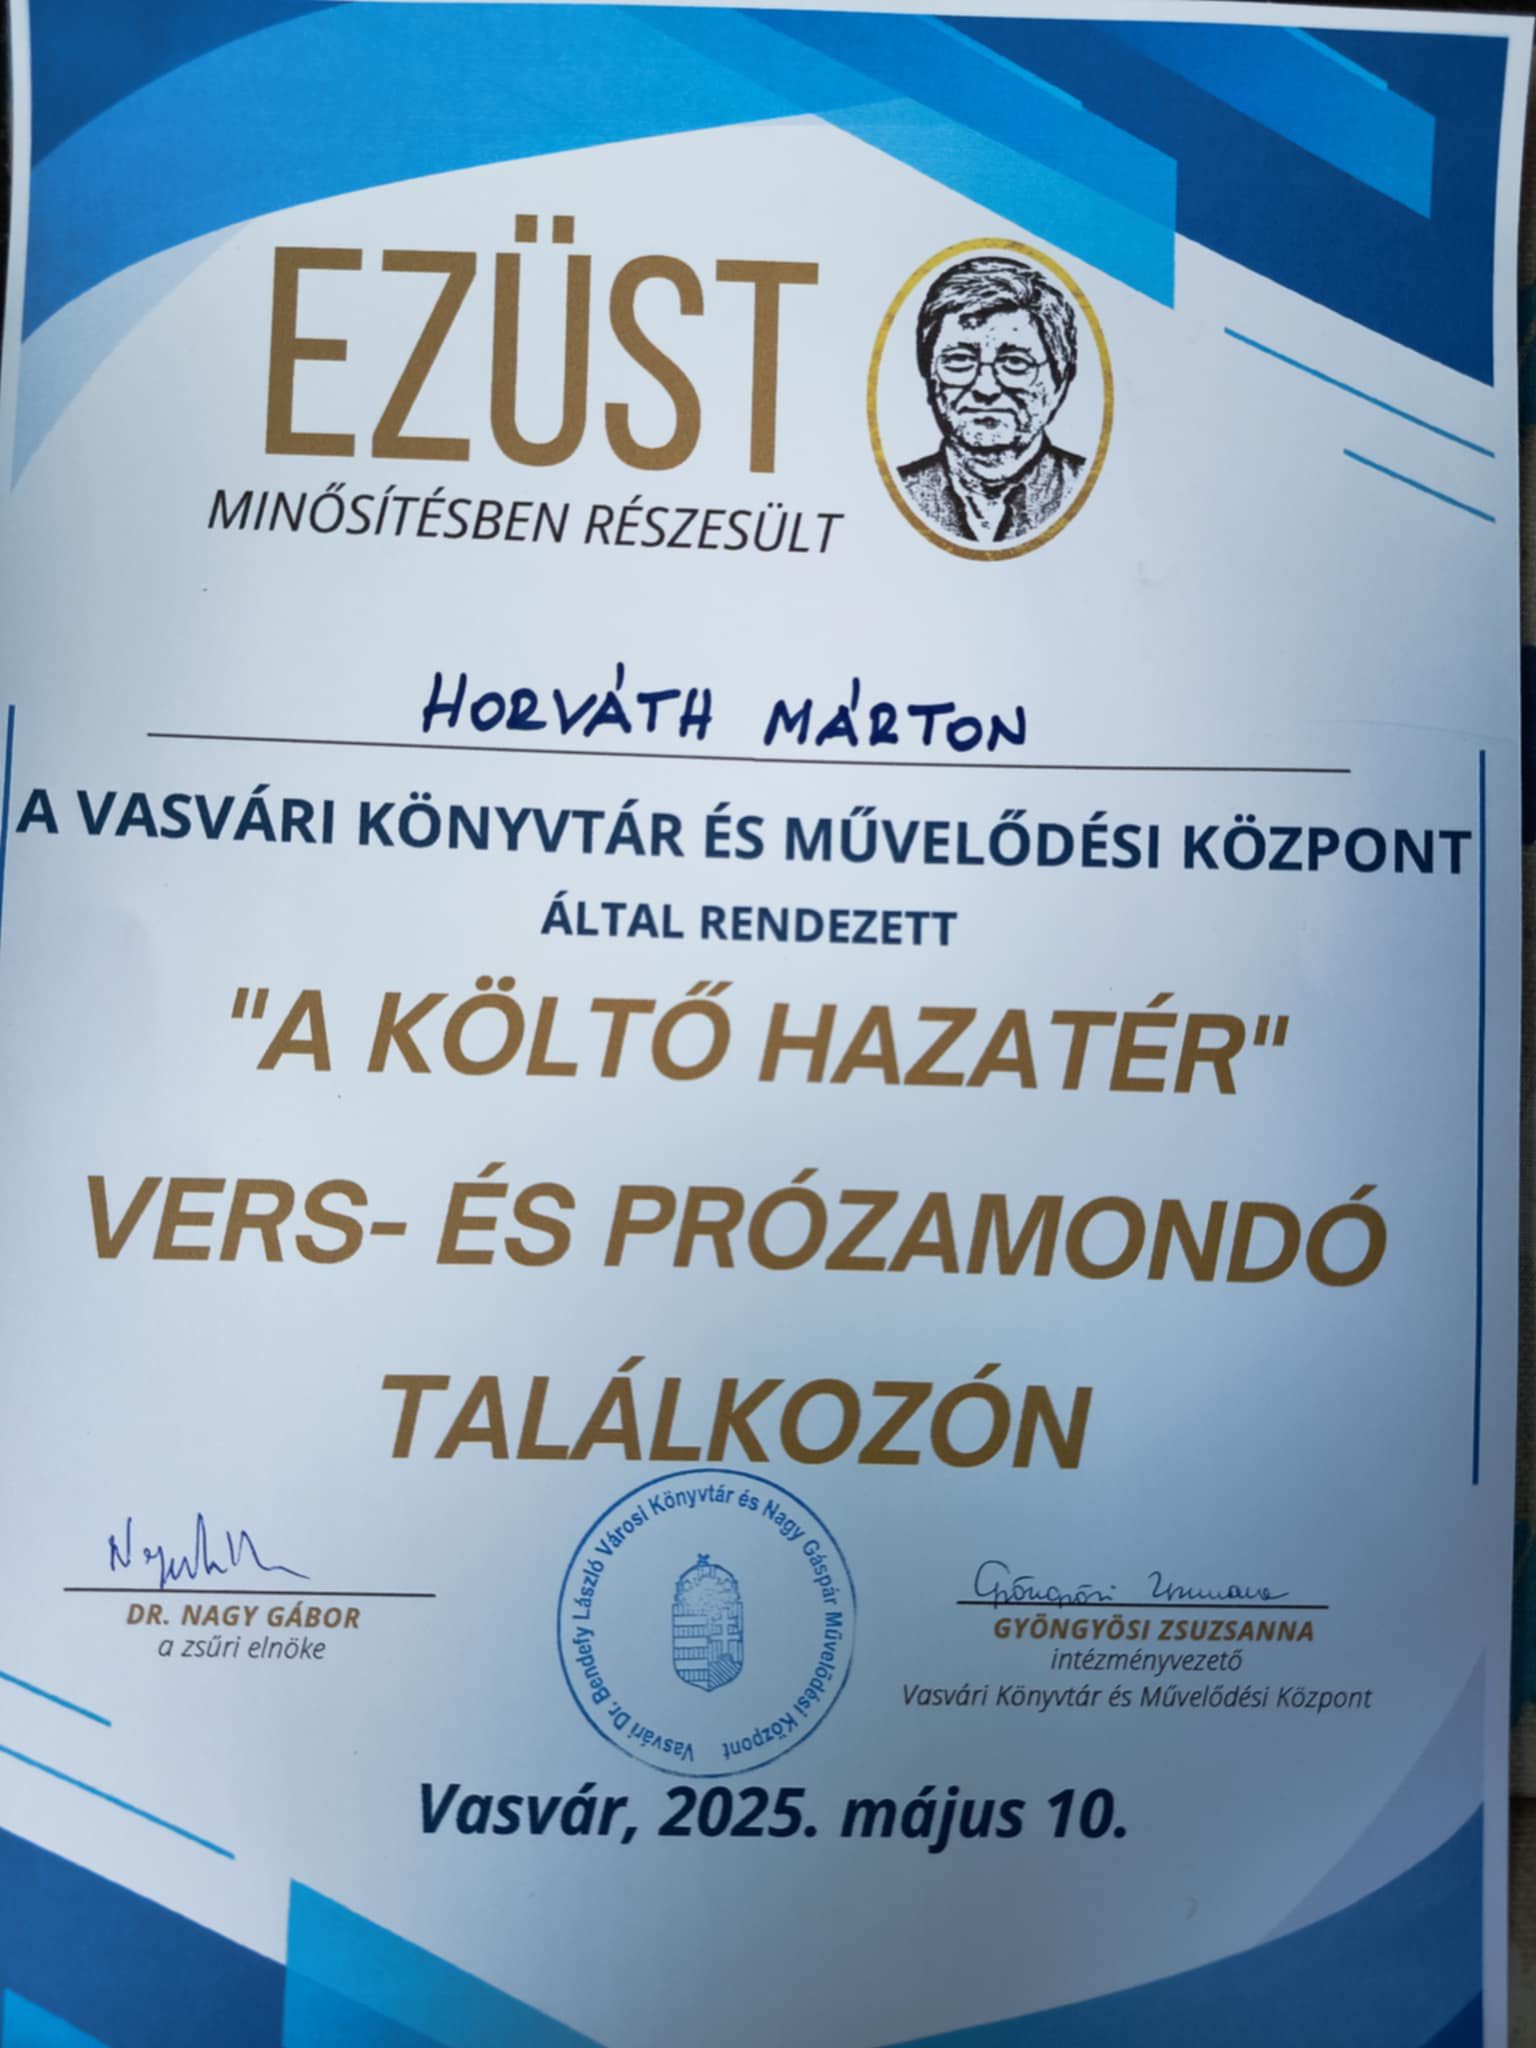 EZÜST
MINŐSÍTÉSBEN RÉSZESÜLT
HORVÁTH MÁRTON
A VASVÁRI KÖNYVTÁR ÉS MŰVELŐDÉSI KÖZPONT
ÁLTAL RENDEZETT
"A KÖLTŐ HAZATÉR"
VERS- ÉS PRÓZAMONDÓ
TALÁLKOZÓN
DR. NAGY GÁBOR
a zsűri elnöke
Vasvári Dr. Bendefy László Városi Könyvtár és Nagy Gáspár Művelődési Központ
Gyöngyösi Zsuzsanna
GYÖNGYÖSI ZSUZSANNA
intézményvezető
Vasvári Könyvtár és Művelődési Központ
Vasvár, 2025. május 10.